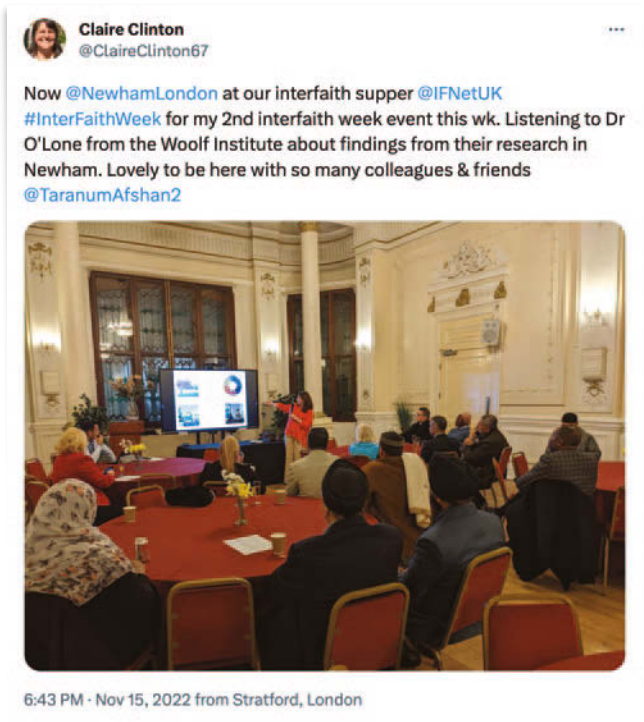 Claire Clinton
@ClaireClinton67
Now @NewhamLondon at our interfaith supper @IFNetUK
#InterFaithWeek for my 2nd interfaith week event this wk. Listening to Dr
O'Lone from the Woolf Institute about findings from their research in
Newham. Lovely to be here with so many colleagues & friends
@TaranumAfshan2
6:43 PM · Nov 15, 2022 from Stratford, London